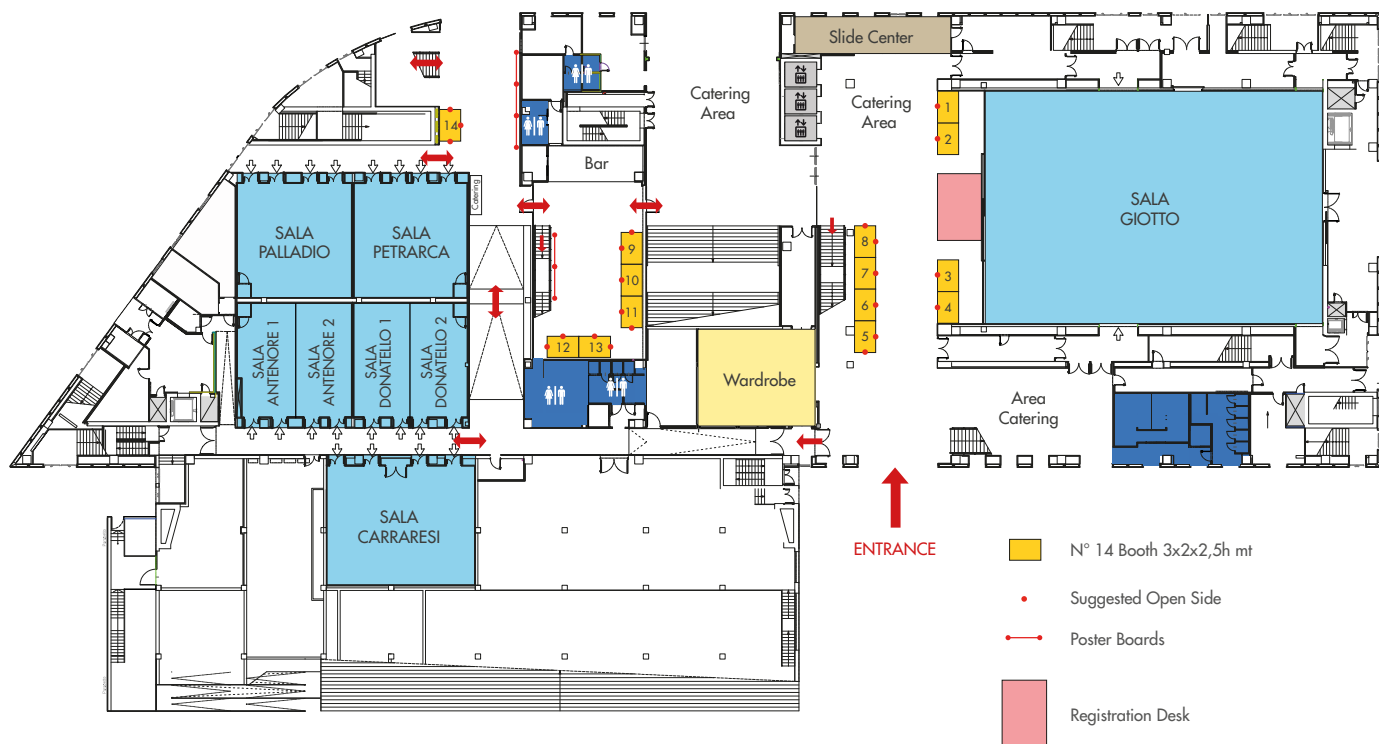 Slide Center
Catering
Area
Catering
Area
1
2
14
Bar
Catering
SALA
PALLADIO
SALA
PETRARCA
SALA
GIOTTO
8
7
6
5
9
10
11
3
4
SALA
ANTENORE 1
SALA
ANTENORE 2
SALA
DONATELLO 1
SALA
DONATELLO 2
12
13
Wardrobe
Area
Catering
SALA
CARRARESI
ENTRANCE
N° 14 Booth 3x2x2,5h mt
Suggested Open Side
Poster Boards
Registration Desk